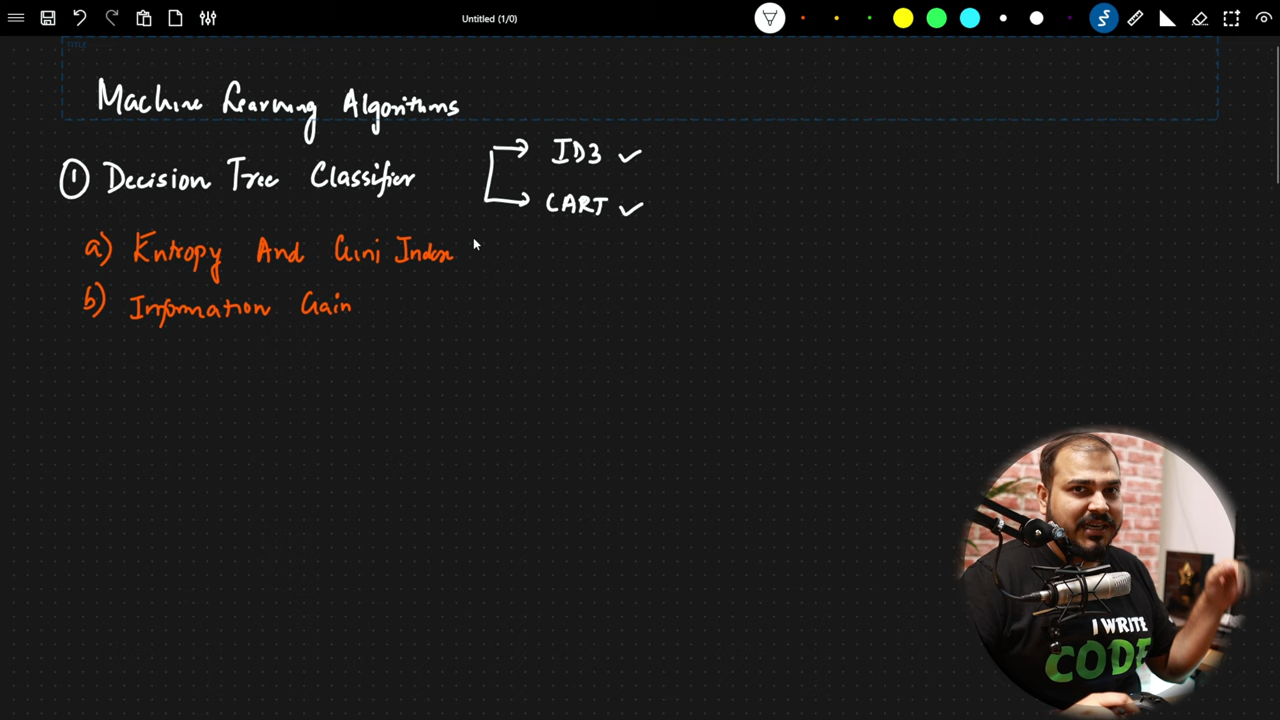 Untitled (1/0)
TITLE
Machine Learning Algorithms
① Decision Tree Classifier
ID3 ✓
CART ✓
a) Entropy And Gini Index
b) Information Gain
I WRITE
CODE